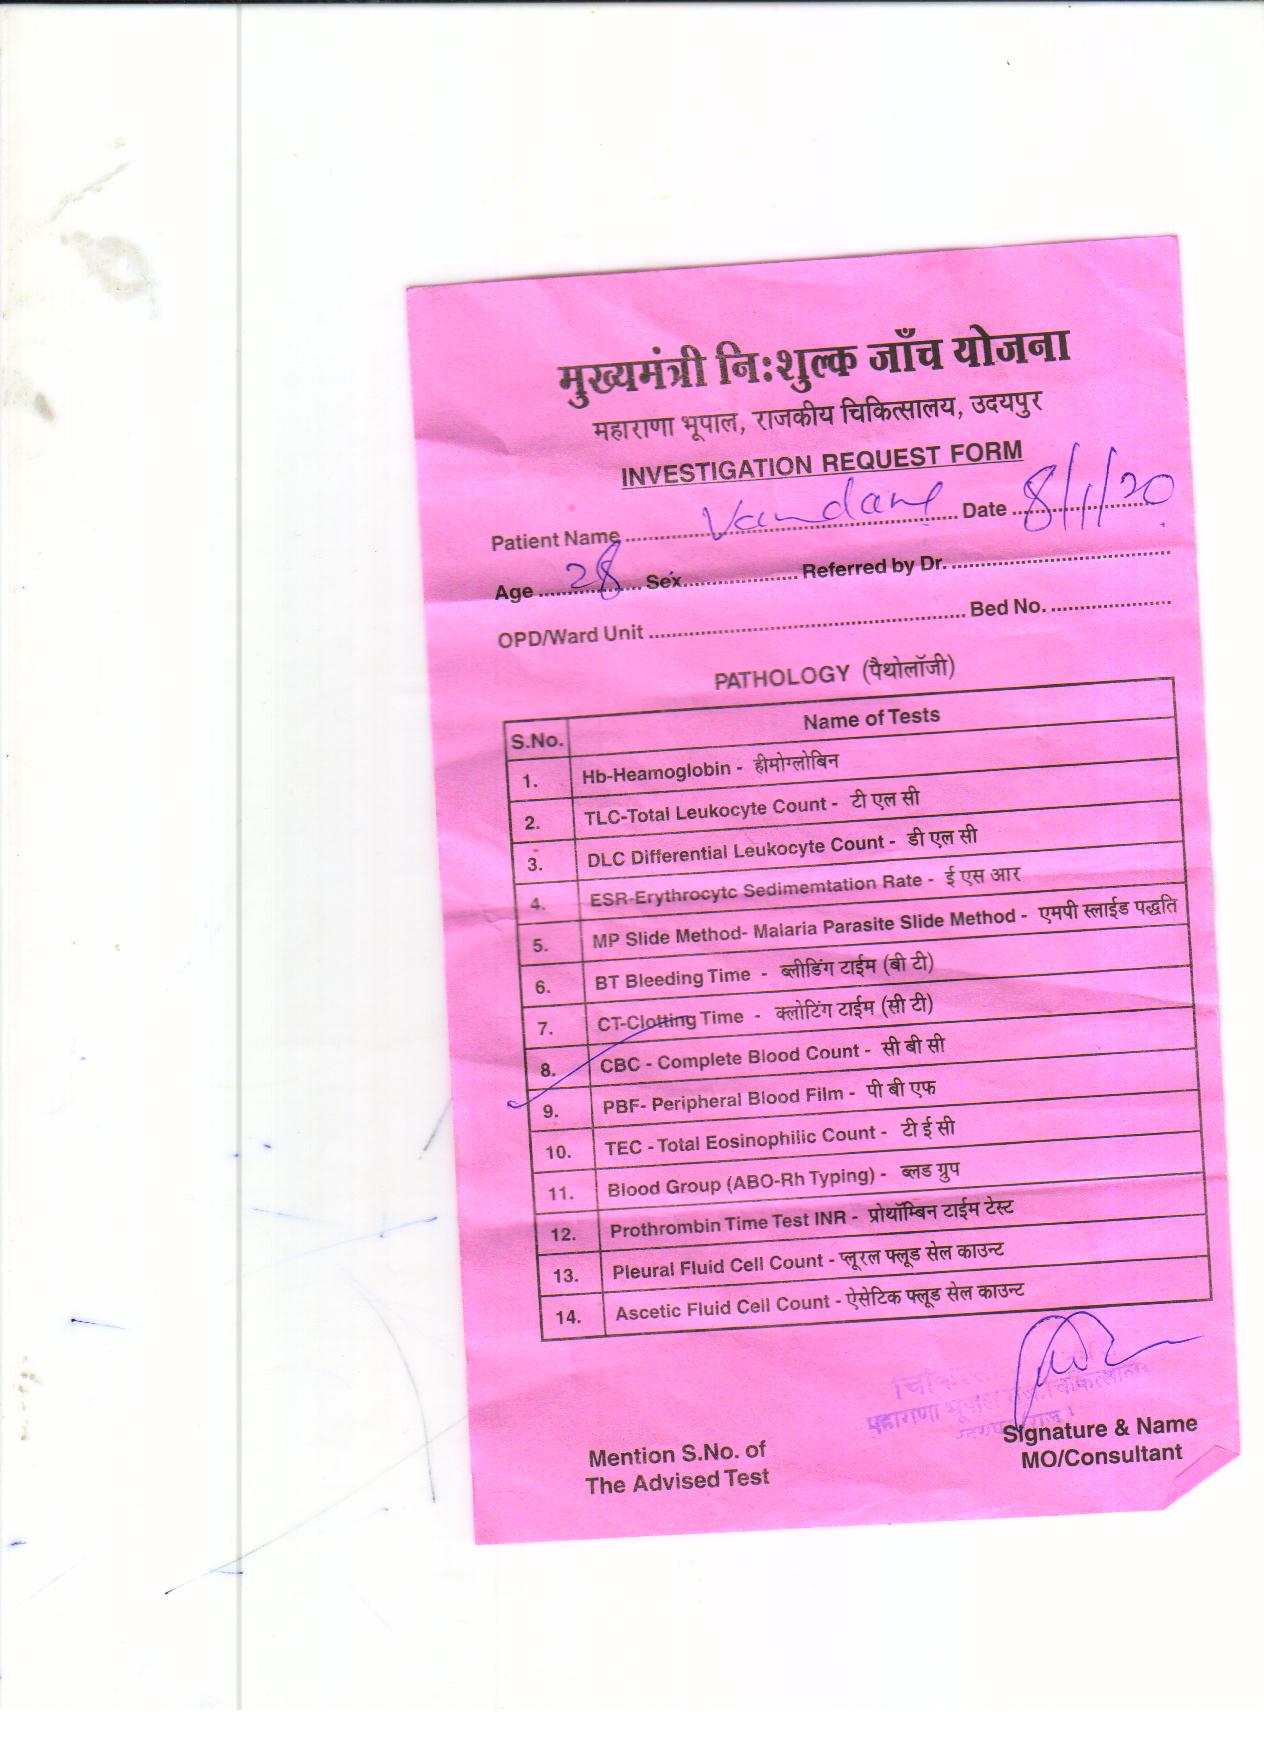 मुख्यमंत्री निःशुल्क जाँच योजना
महाराणा भूपाल, राजकीय चिकित्सालय, उदयपुर
INVESTIGATION REQUEST FORM
Patient Name Vandana Date 8/1/20
Age 28 Sex Referred by Dr.
OPD/Ward Unit Bed No.
PATHOLOGY (पैथोलॉजी)
S.No. Name of Tests
1. Hb-Heamoglobin - हीमोग्लोबिन
2. TLC-Total Leukocyte Count - टी एल सी
3. DLC Differential Leukocyte Count - डी एल सी
4. ESR-Erythrocytc Sedimemtation Rate - ई एस आर
5. MP Slide Method- Malaria Parasite Slide Method - एमपी स्लाईड पद्धति
6. BT Bleeding Time - ब्लीडिंग टाईम (बी टी)
7. CT-Clotting Time - क्लोटिंग टाईम (सी टी)
8. CBC - Complete Blood Count - सी बी सी
9. PBF- Peripheral Blood Film - पी बी एफ
10. TEC - Total Eosinophilic Count - टी ई सी
11. Blood Group (ABO-Rh Typing) - ब्लड ग्रुप
12. Prothrombin Time Test INR - प्रोथॉम्बिन टाईम टेस्ट
13. Pleural Fluid Cell Count - प्लूरल फ्लूड सेल काउन्ट
14. Ascetic Fluid Cell Count - ऐसेटिक फ्लूड सेल काउन्ट
महाराणा भूपाल
Signature & Name
MO/Consultant
Mention S.No. of
The Advised Test